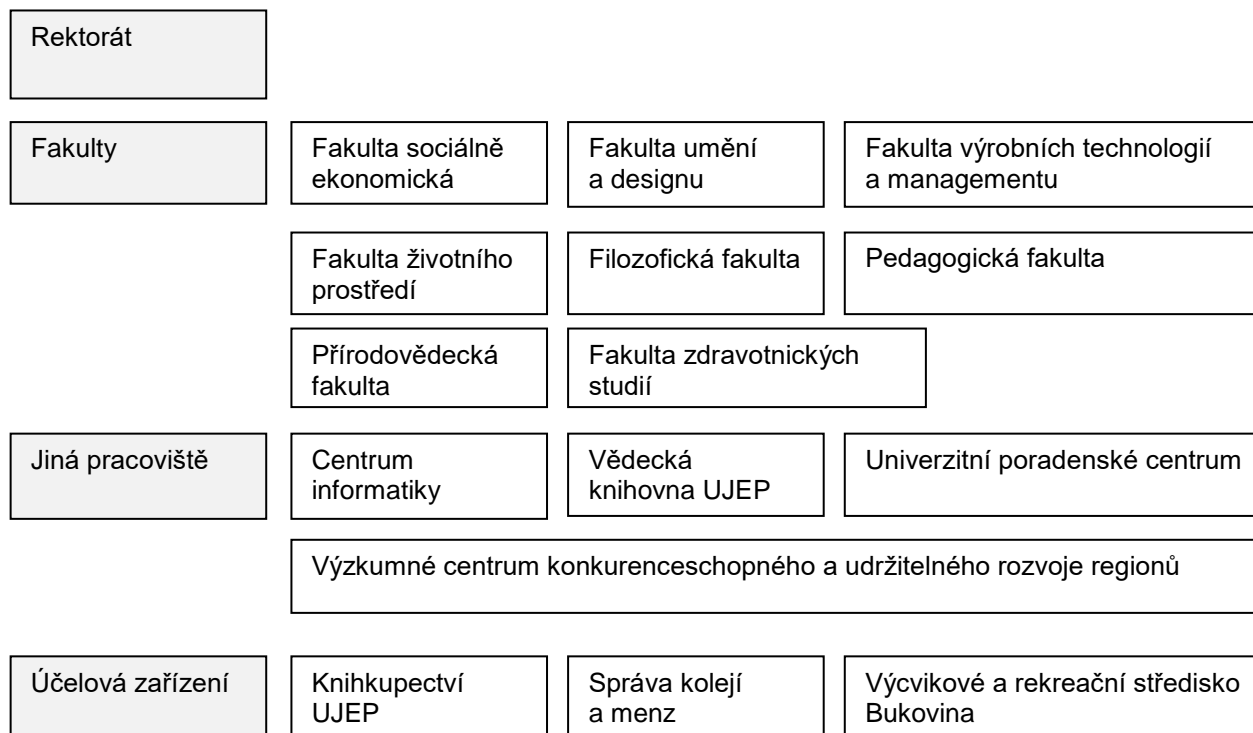 Rektorát
Fakulty
Fakulta sociálně
ekonomická
Fakulta umění
a designu
Fakulta výrobních technologií
a managementu
Fakulta životního
prostředí
Filozofická fakulta
Pedagogická fakulta
Přírodovědecká
fakulta
Fakulta zdravotnických
studií
Jiná pracoviště
Centrum
informatiky
Vědecká
knihovna UJEP
Univerzitní poradenské centrum
Výzkumné centrum konkurenceschopného a udržitelného rozvoje regionů
Účelová zařízení
Knihkupectví
UJEP
Správa kolejí
a menz
Výcvikové a rekreační středisko
Bukovina